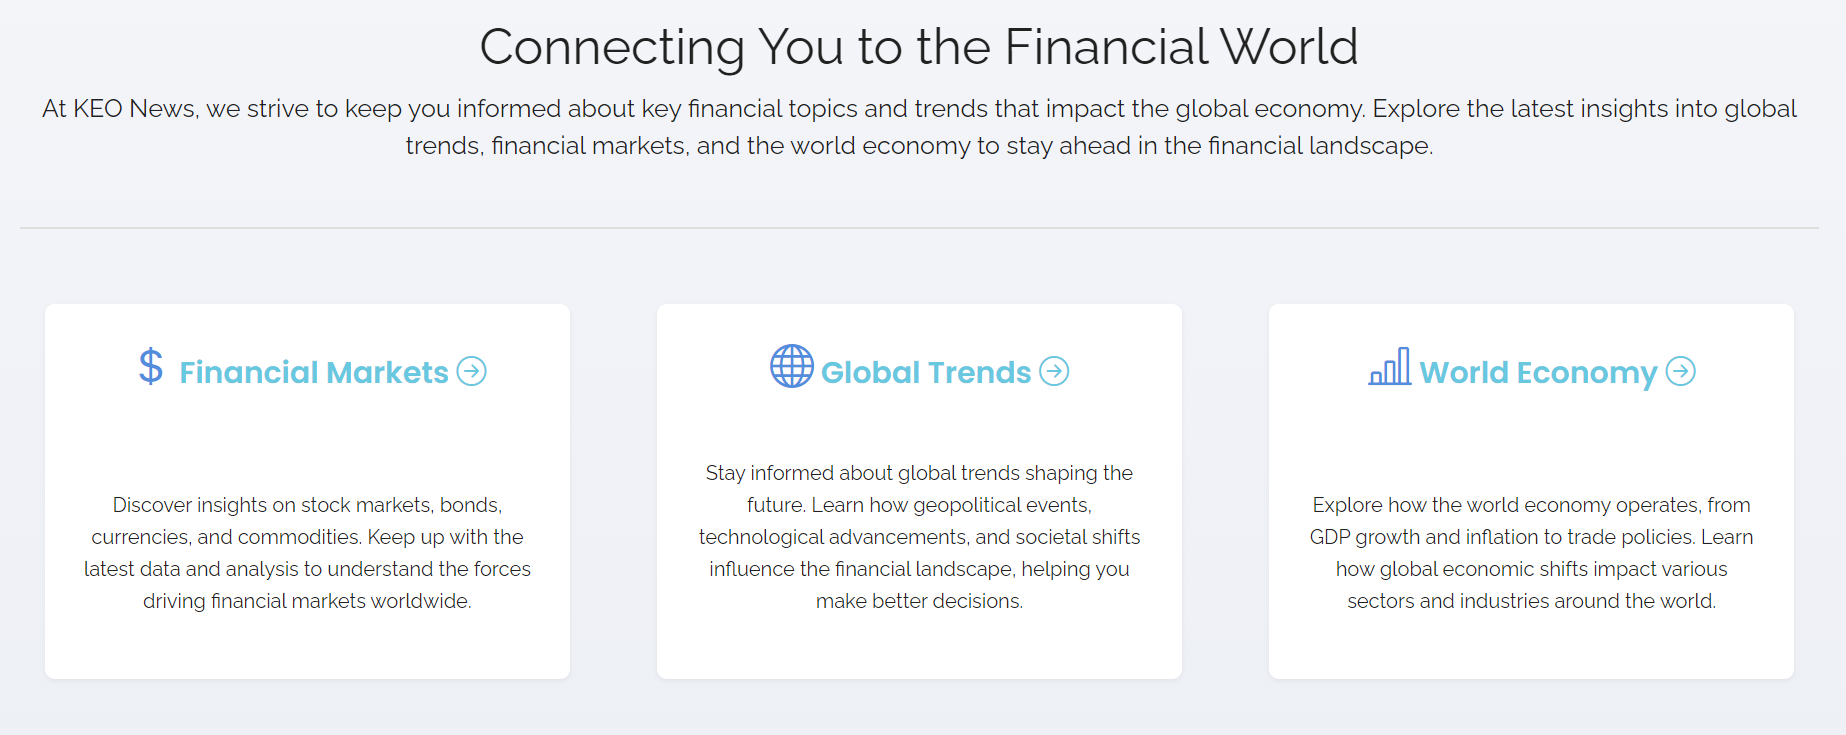 Connecting You to the Financial World
At KEO News, we strive to keep you informed about key financial topics and trends that impact the global economy. Explore the latest insights into global
trends, financial markets, and the world economy to stay ahead in the financial landscape.
$ Financial Markets
Discover insights on stock markets, bonds,
currencies, and commodities. Keep up with the
latest data and analysis to understand the forces
driving financial markets worldwide.
Global Trends
Stay informed about global trends shaping the
future. Learn how geopolitical events,
technological advancements, and societal shifts
influence the financial landscape, helping you
make better decisions.
World Economy
Explore how the world economy operates, from
GDP growth and inflation to trade policies. Learn
how global economic shifts impact various
sectors and industries around the world.